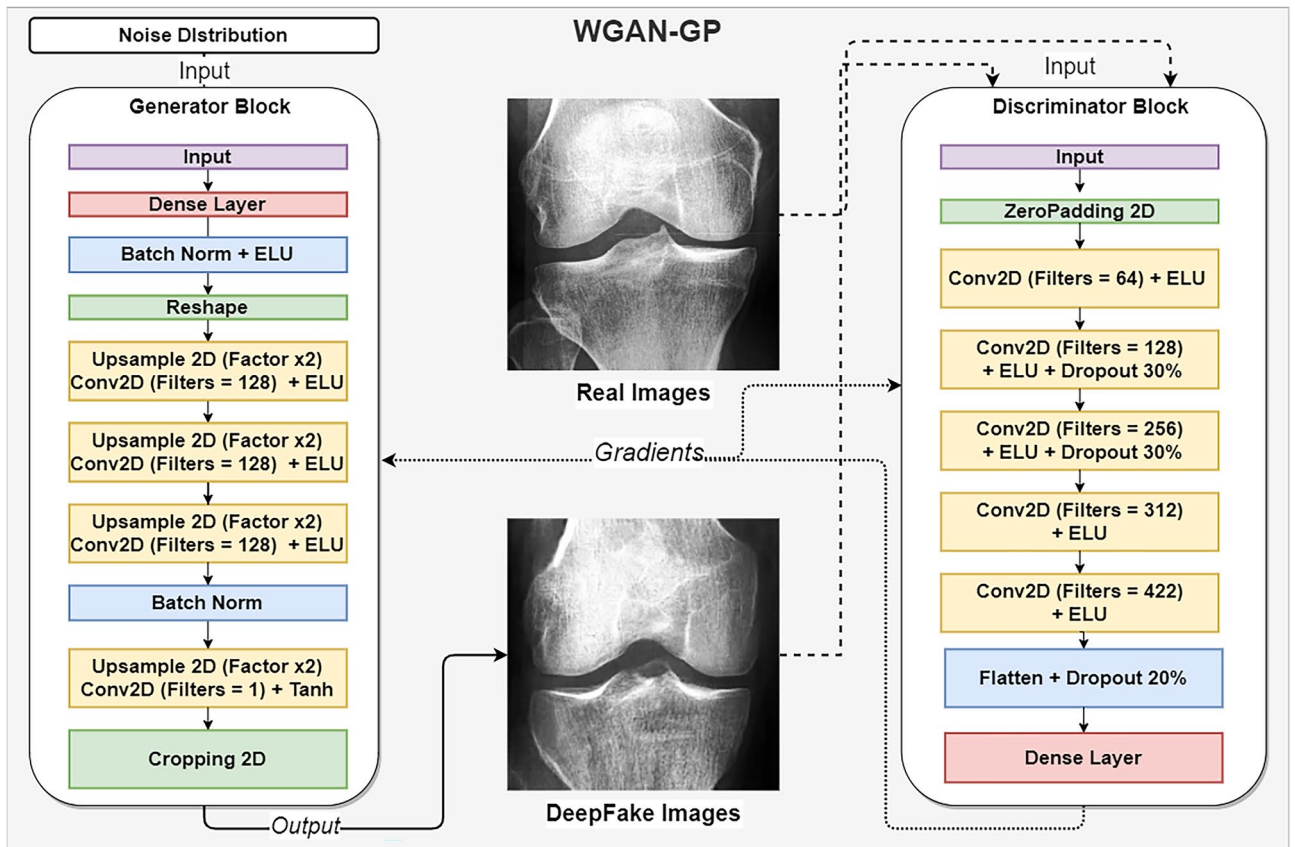 WGAN-GP
Noise DIstribution
Input
Generator Block
Input
Dense Layer
Batch Norm + ELU
Reshape
Upsample 2D (Factor x2)
Conv2D (Filters = 128) + ELU
Upsample 2D (Factor x2)
Conv2D (Filters = 128) + ELU
Upsample 2D (Factor x2)
Conv2D (Filters = 128) + ELU
Batch Norm
Upsample 2D (Factor x2)
Conv2D (Filters = 1) + Tanh
Cropping 2D
Output
Real Images
Gradients
DeepFake Images
Input
Discriminator Block
Input
ZeroPadding 2D
Conv2D (Filters = 64) + ELU
Conv2D (Filters = 128)
+ ELU + Dropout 30%
Conv2D (Filters = 256)
+ ELU + Dropout 30%
Conv2D (Filters = 312)
+ ELU
Conv2D (Filters = 422)
+ ELU
Flatten + Dropout 20%
Dense Layer